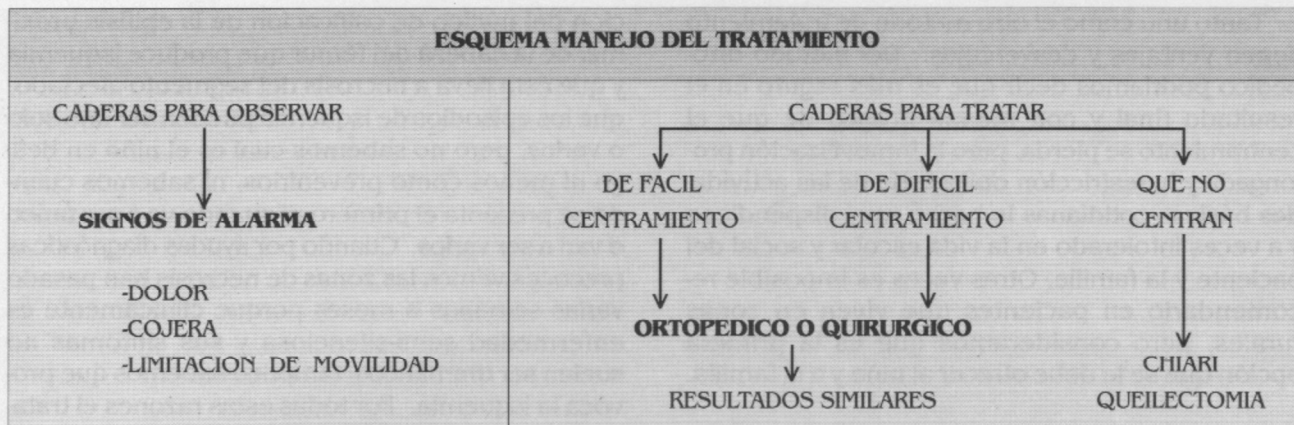 ESQUEMA MANEJO DEL TRATAMIENTO
CADERAS PARA OBSERVAR
SIGNOS DE ALARMA
-DOLOR
-COJERA
-LIMITACION DE MOVILIDAD
CADERAS PARA TRATAR
DE FACIL
CENTRAMIENTO
DE DIFICIL
CENTRAMIENTO
QUE NO
CENTRAN
ORTOPEDICO O QUIRURGICO
RESULTADOS SIMILARES
CHIARI
QUEILECTOMIA